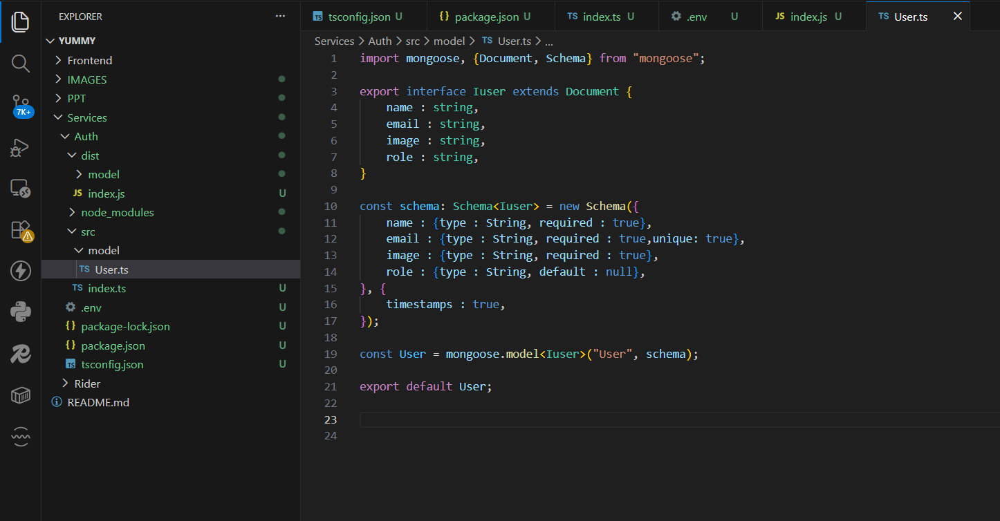 EXPLORER
···
YUMMY
Frontend
IMAGES
PPT
Services
Auth
dist
model
JS index.js U
node_modules
src
model
TS User.ts
TS index.ts U
.env U
{} package-lock.json U
{} package.json U
TS tsconfig.json U
Rider
README.md
7K+
TS tsconfig.json U
{} package.json U
TS index.ts U
.env U
JS index.js U
TS User.ts
Services > Auth > src > model > TS User.ts > ...
1 import mongoose, {Document, Schema} from "mongoose";
2
3 export interface Iuser extends Document {
4     name : string,
5     email : string,
6     image : string,
7     role : string,
8 }
9
10 const schema: Schema<Iuser> = new Schema({
11     name : {type : String, required : true},
12     email : {type : String, required : true,unique: true},
13     image : {type : String, required : true},
14     role : {type : String, default : null},
15 }, {
16     timestamps : true,
17 });
18
19 const User = mongoose.model<Iuser>("User", schema);
20
21 export default User;
22
23
24